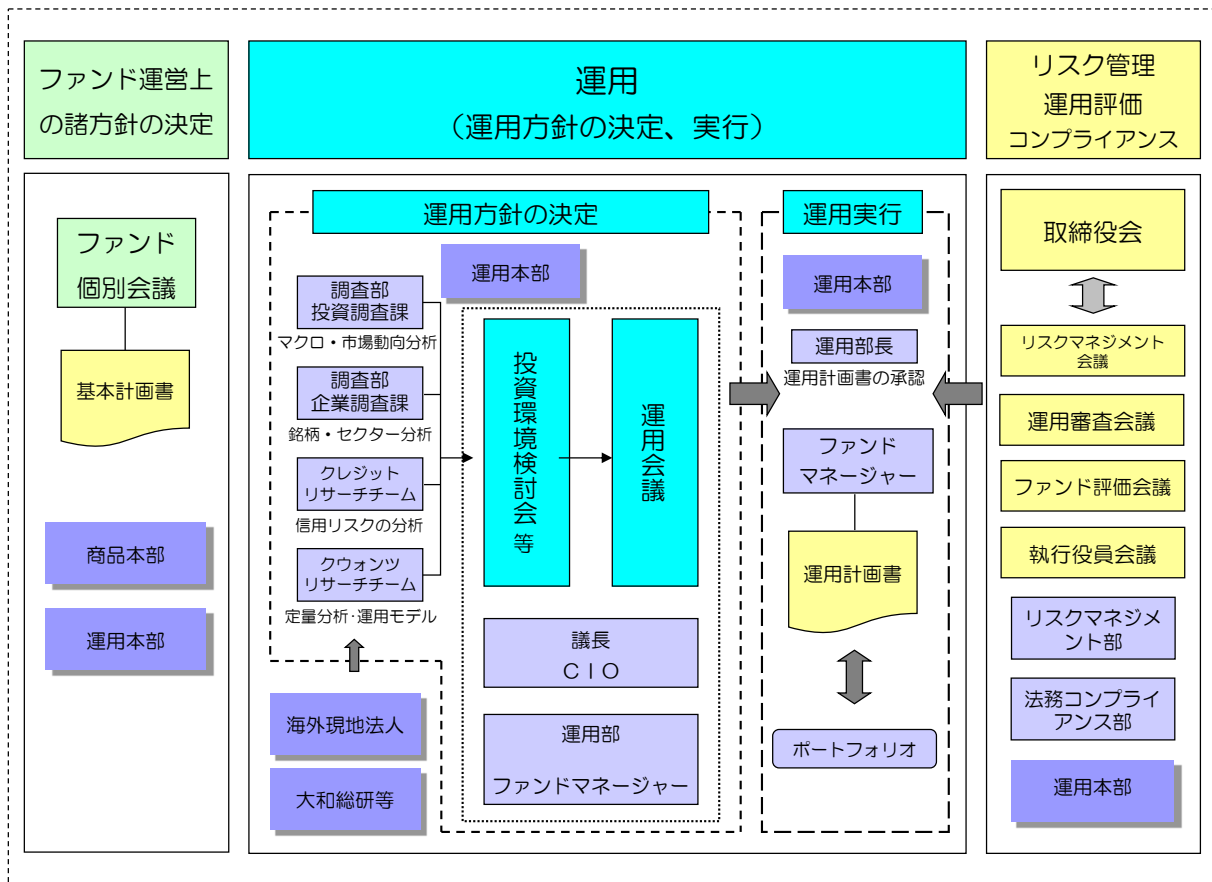 ファンド運営上
の諸方針の決定
運用
（運用方針の決定、実行）
リスク管理
運用評価
コンプライアンス
ファンド
個別会議
基本計画書
商品本部
運用本部
運用方針の決定
運用本部
調査部
投資調査課
マクロ・市場動向分析
調査部
企業調査課
銘柄・セクター分析
クレジット
リサーチチーム
信用リスクの分析
クウォンツ
リサーチチーム
定量分析・運用モデル
海外現地法人
大和総研等
投資環境検討会 等
運用会議
議長
ＣＩＯ
運用部
ファンドマネージャー
運用実行
運用本部
運用部長
運用計画書の承認
ファンド
マネージャー
運用計画書
ポートフォリオ
取締役会
リスクマネジメント
会議
運用審査会議
ファンド評価会議
執行役員会議
リスクマネジメ
ント部
法務コンプライ
アンス部
運用本部